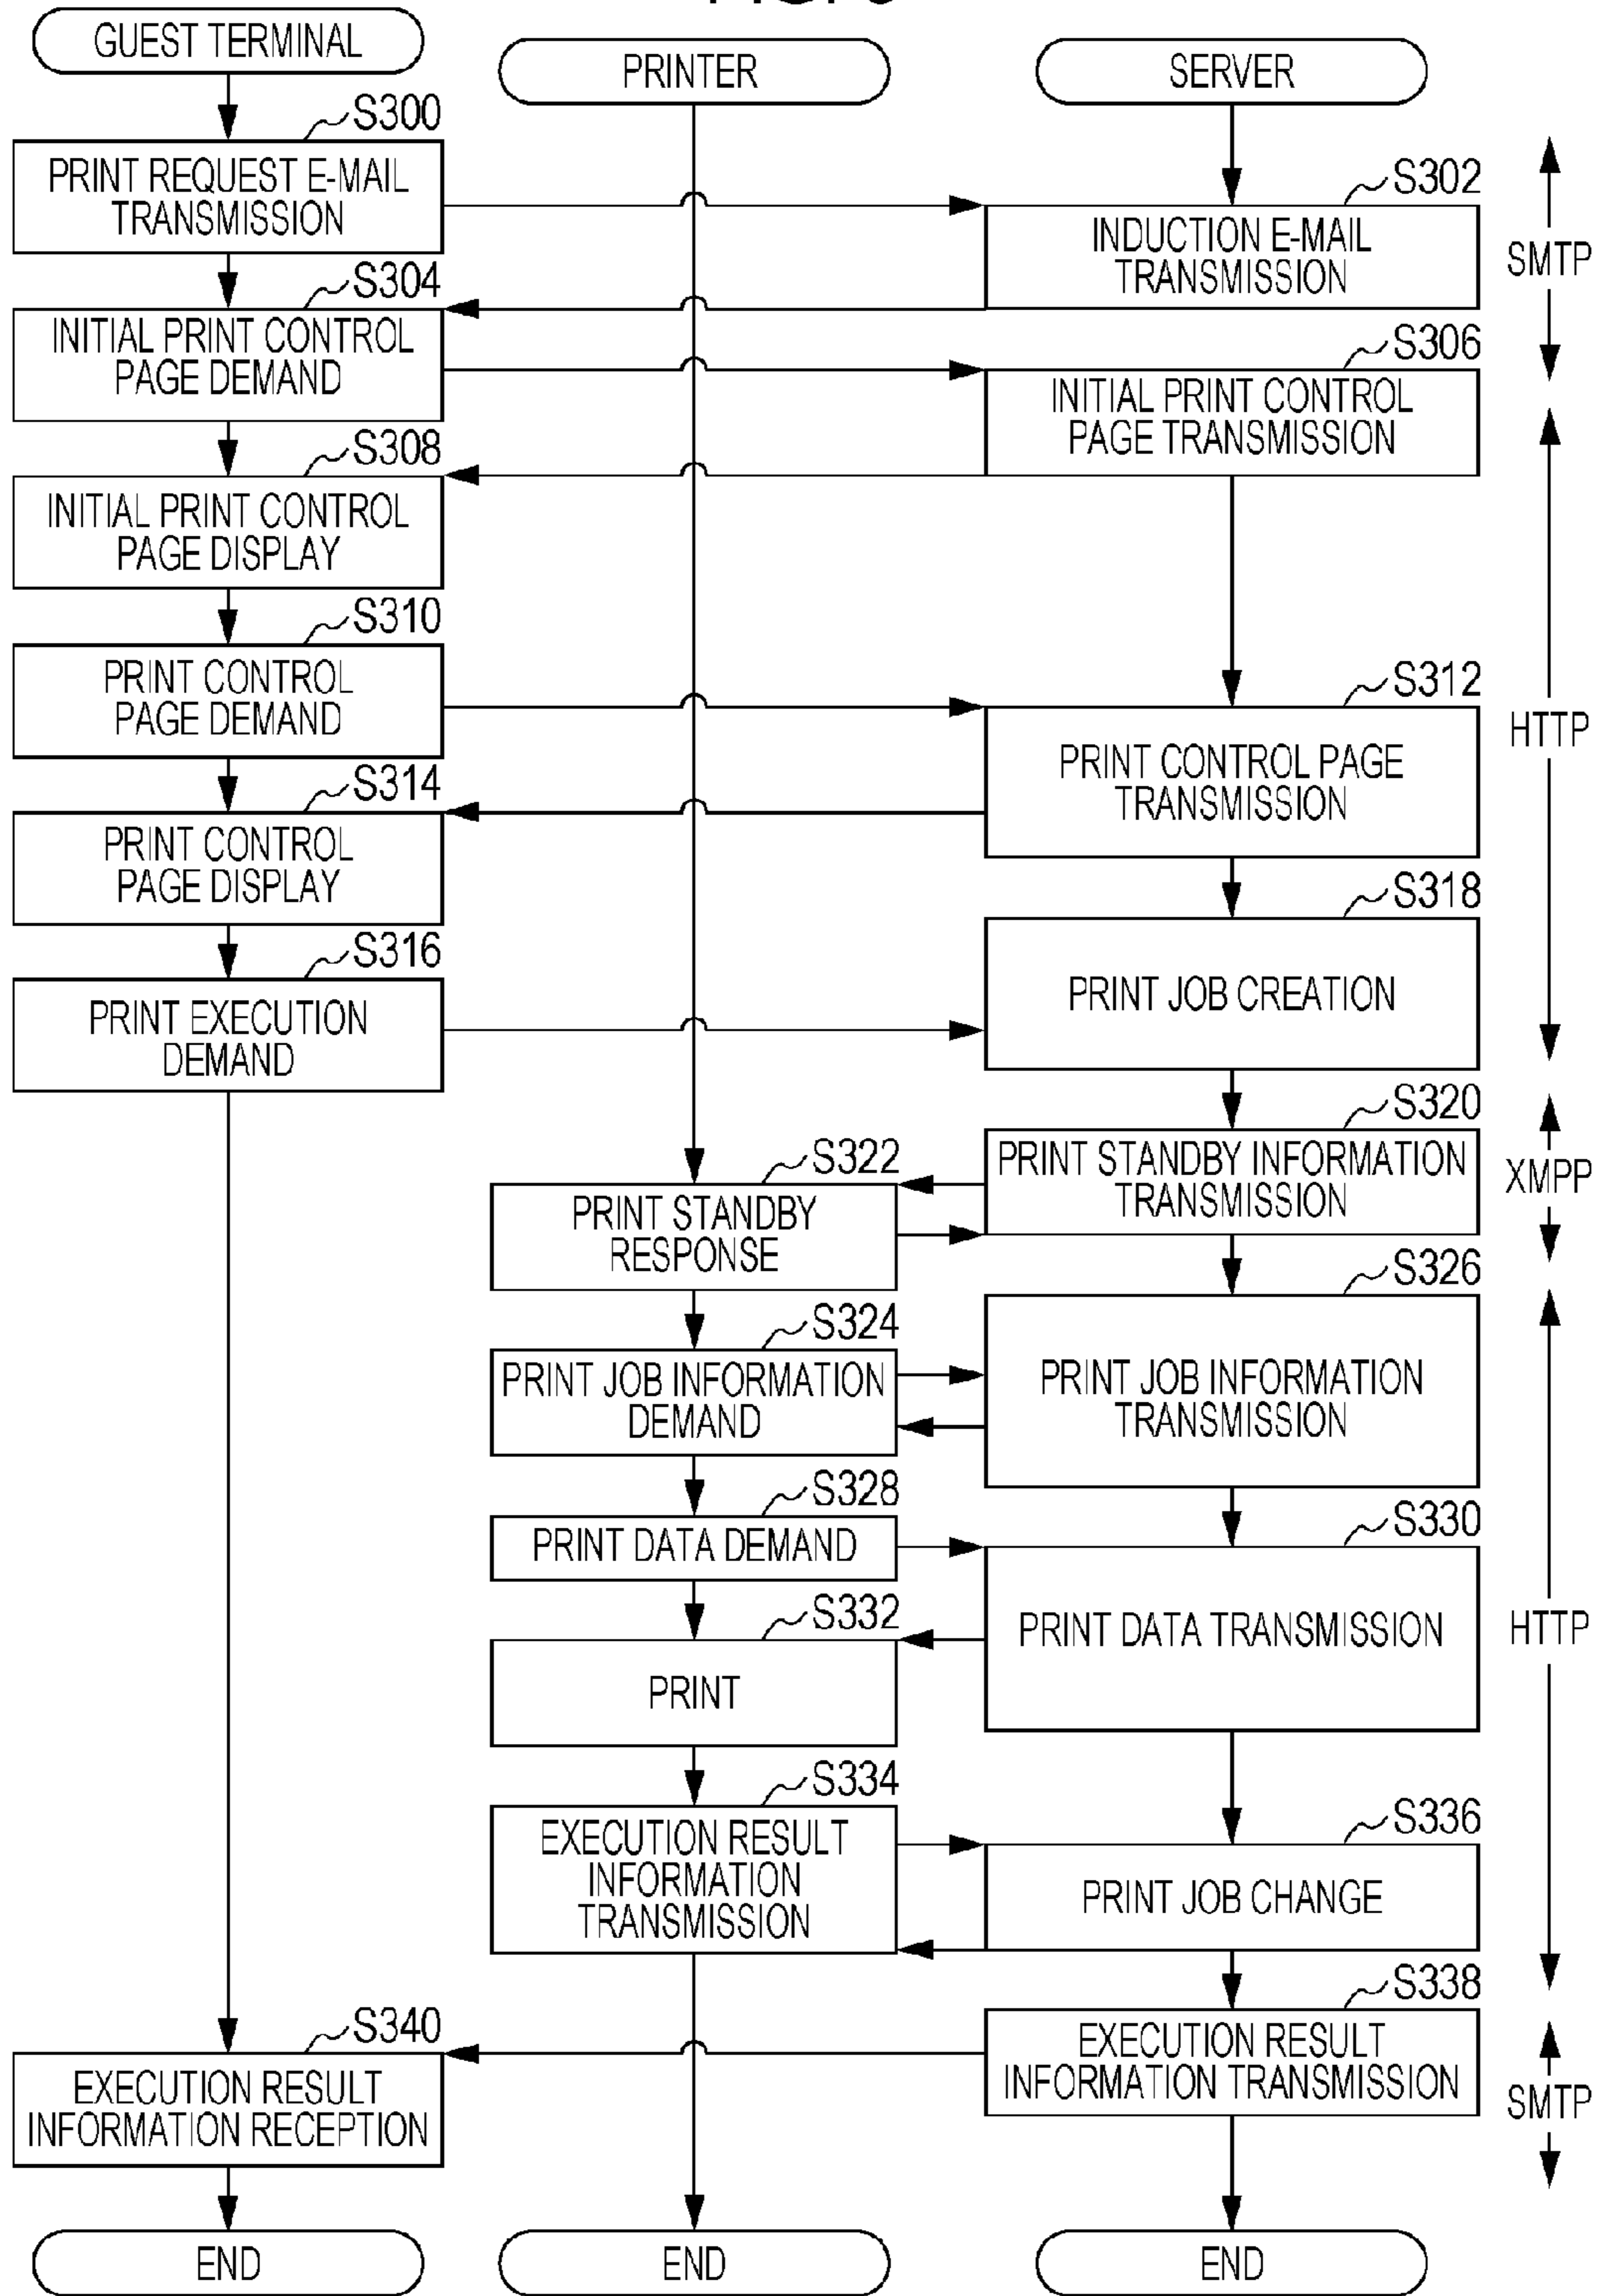 GUEST TERMINAL
PRINTER
SERVER
S300
PRINT REQUEST E-MAIL
TRANSMISSION
S302
INDUCTION E-MAIL
TRANSMISSION
SMTP
S304
INITIAL PRINT CONTROL
PAGE DEMAND
S306
INITIAL PRINT CONTROL
PAGE TRANSMISSION
S308
INITIAL PRINT CONTROL
PAGE DISPLAY
S310
PRINT CONTROL
PAGE DEMAND
S312
PRINT CONTROL PAGE
TRANSMISSION
HTTP
S314
PRINT CONTROL
PAGE DISPLAY
S318
PRINT JOB CREATION
S316
PRINT EXECUTION
DEMAND
S320
PRINT STANDBY INFORMATION
TRANSMISSION
XMPP
S322
PRINT STANDBY
RESPONSE
S326
PRINT JOB INFORMATION
TRANSMISSION
S324
PRINT JOB INFORMATION
DEMAND
S328
PRINT DATA DEMAND
S330
PRINT DATA TRANSMISSION
HTTP
S332
PRINT
S334
EXECUTION RESULT
INFORMATION
TRANSMISSION
S336
PRINT JOB CHANGE
S338
EXECUTION RESULT
INFORMATION TRANSMISSION
SMTP
S340
EXECUTION RESULT
INFORMATION RECEPTION
END
END
END